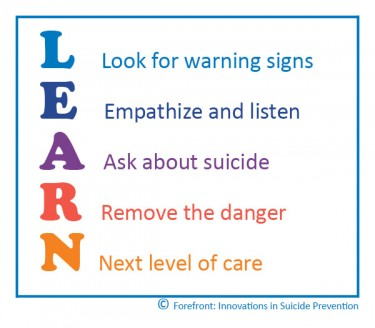 L Look for warning signs
E Empathize and listen
A Ask about suicide
R Remove the danger
N Next level of care
© Forefront: Innovations in Suicide Prevention